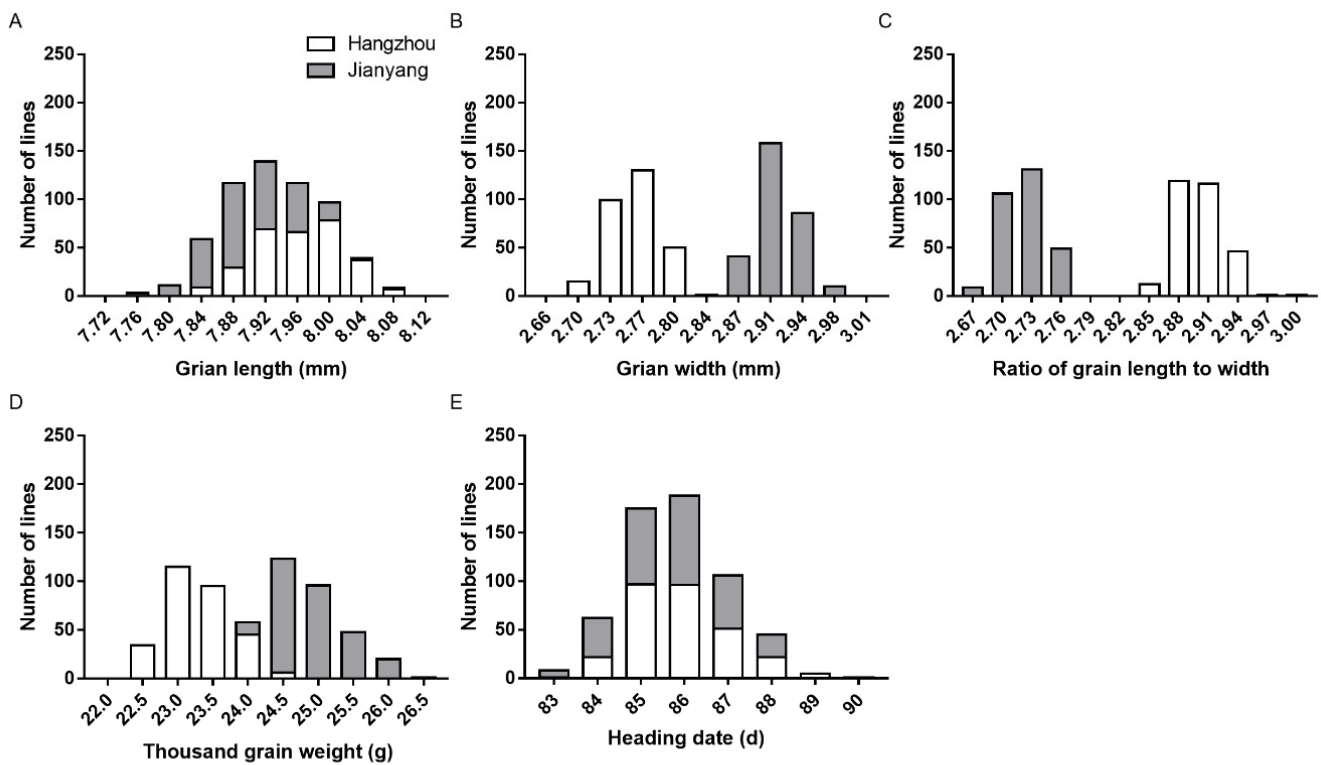 A
Hangzhou
Jianyang
250
200
150
100
50
0
Number of lines
7.72 7.76 7.80 7.84 7.88 7.92 7.96 8.00 8.04 8.08 8.12
Grian length (mm)
B
250
200
150
100
50
0
Number of lines
2.66 2.70 2.73 2.77 2.80 2.84 2.87 2.91 2.94 2.98 3.01
Grian width (mm)
C
250
200
150
100
50
0
Number of lines
2.67 2.70 2.73 2.76 2.79 2.82 2.85 2.88 2.91 2.94 2.97 3.00
Ratio of grain length to width
D
250
200
150
100
50
0
Number of lines
22.0 22.5 23.0 23.5 24.0 24.5 25.0 25.5 26.0 26.5
Thousand grain weight (g)
E
250
200
150
100
50
0
Number of lines
83 84 85 86 87 88 89 90
Heading date (d)